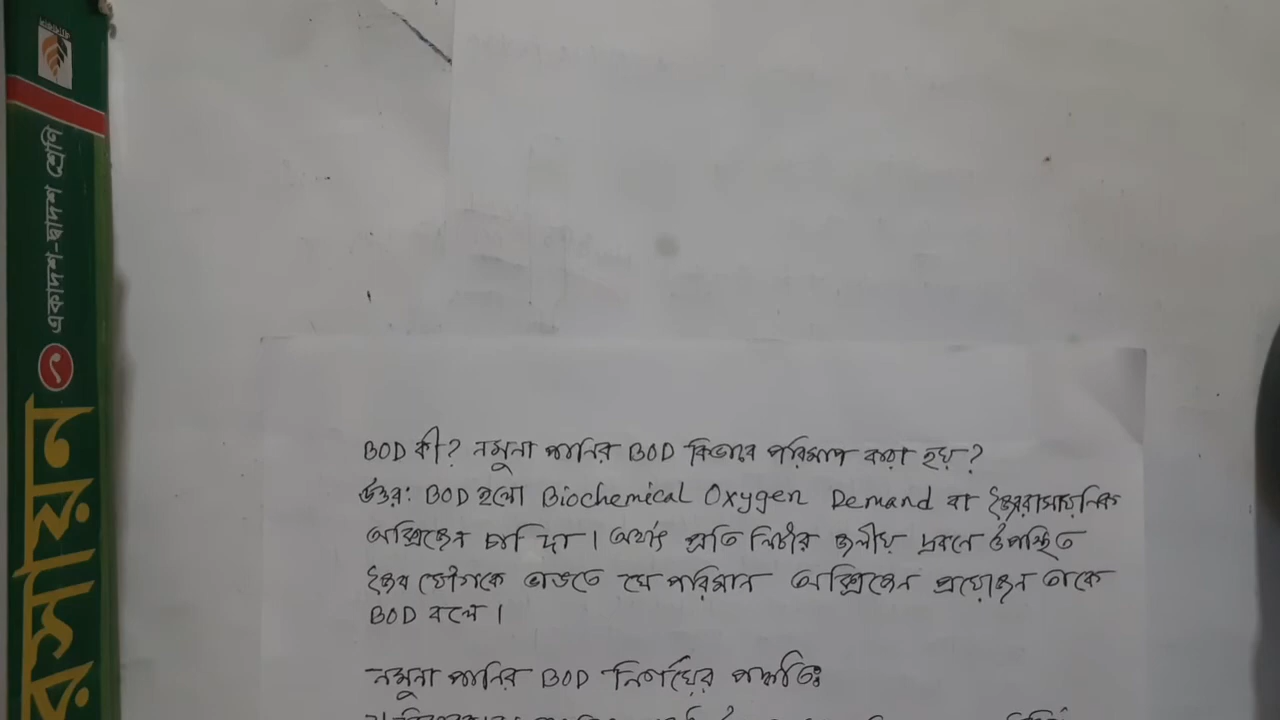 রসায়ন
একাদশ-দ্বাদশ শ্রেণি
BOD কী? নমুনা পানির BOD কিভাবে পরিমাপ করা হয়?
উত্তর: BOD হলো Biochemical Oxygen Demand বা জৈবরাসায়নিক
অক্সিজেন চাহিদা। অর্থাৎ প্রতি লিটার জলীয় দ্রবণে উপস্থিত
জৈব যৌগকে ভাঙতে যে পরিমান অক্সিজেন প্রয়োজন তাকে
BOD বলে।
নমুনা পানির BOD নির্ণয়ের পদ্ধতিঃ